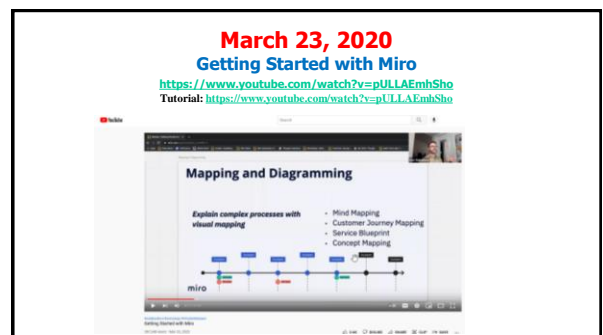 March 23, 2020
Getting Started with Miro
https://www.youtube.com/watch?v=pULLAEmhSho
Tutorial: https://www.youtube.com/watch?v=pULLAEmhSho
YouTube
Search
Mapping and Diagramming
Explain complex processes with
visual mapping
- Mind Mapping
- Customer Journey Mapping
- Service Blueprint
- Concept Mapping
miro
Getting Started with Miro